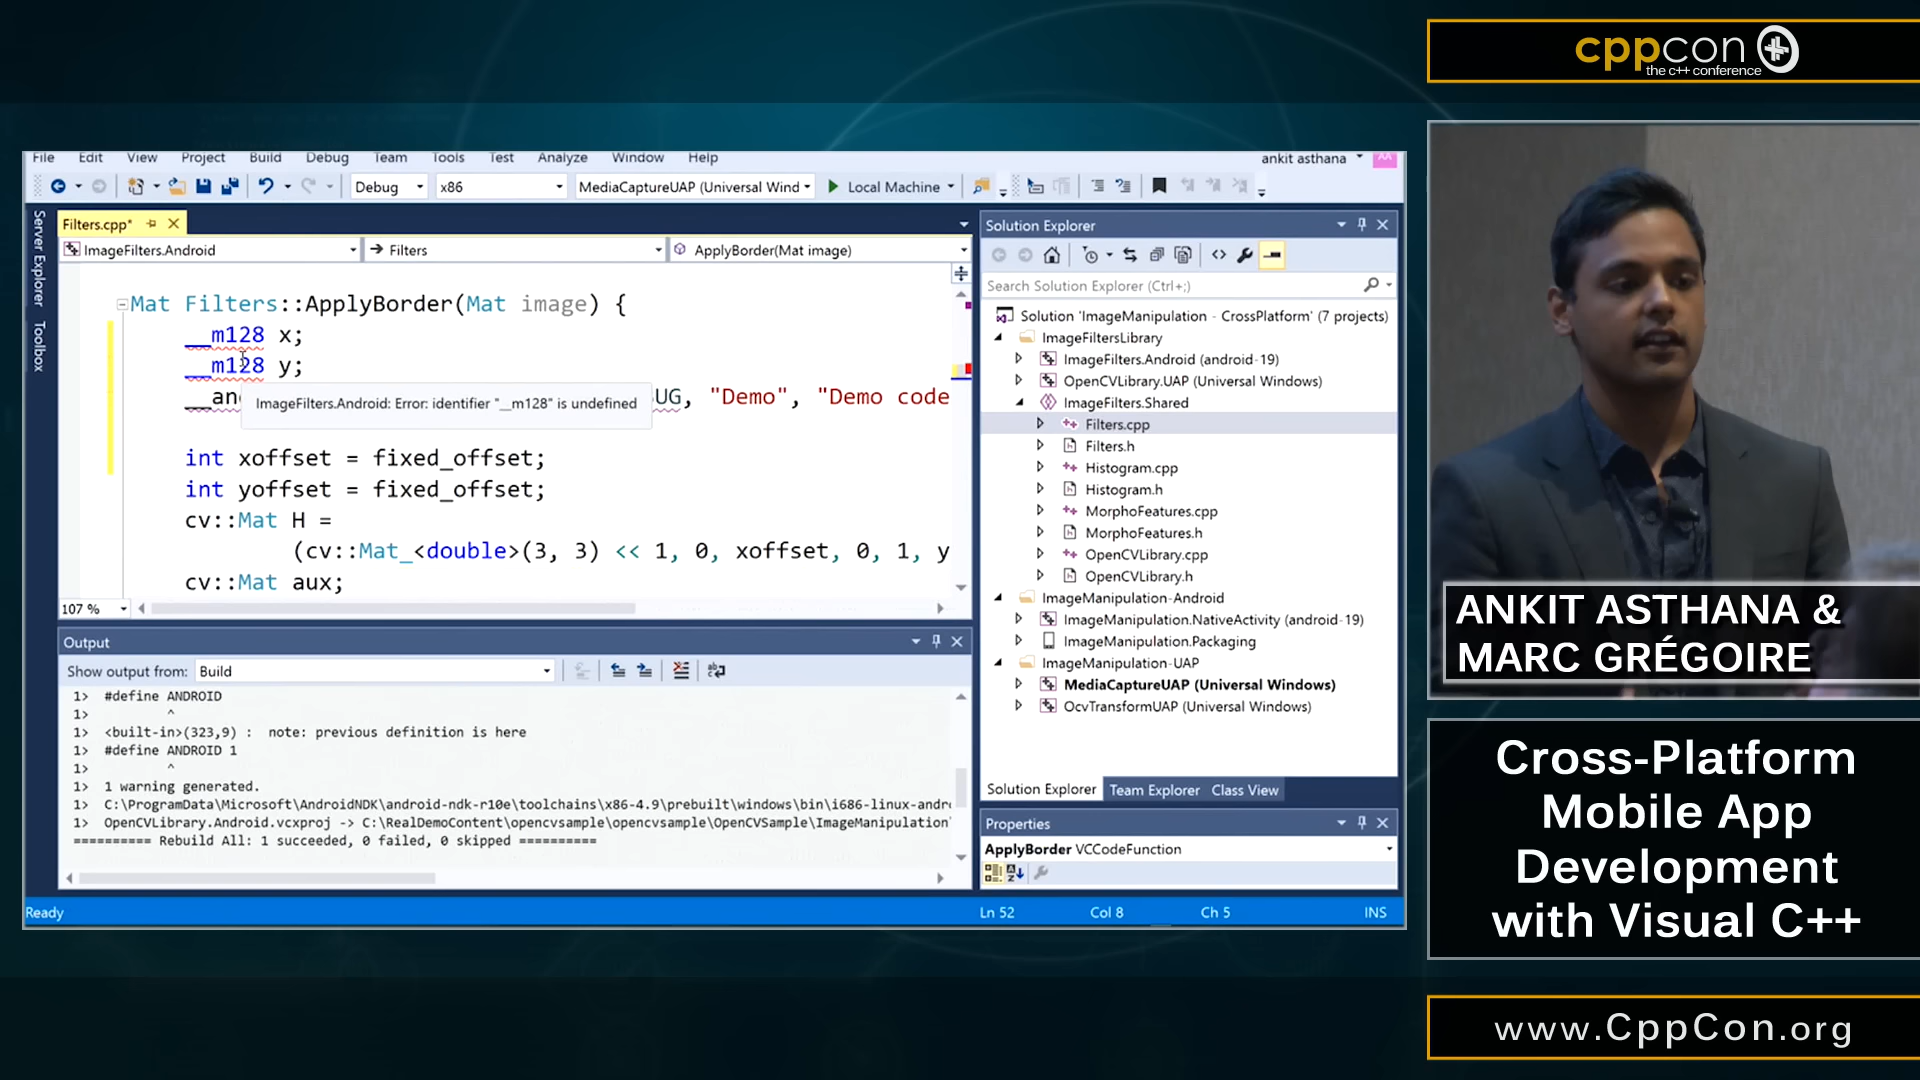 cppcon
the c++ conference
File Edit View Project Build Debug Team Tools Test Analyze Window Help
ankit asthana
AA
Debug x86 MediaCaptureUAP (Universal Wind Local Machine
Server Explorer
Toolbox
Filters.cpp*
ImageFilters.Android Filters ApplyBorder(Mat image)
Mat Filters::ApplyBorder(Mat image) {
__m128 x;
__m128 y;
UG, "Demo", "Demo code
ImageFilters.Android: Error: identifier "__m128" is undefined
int xoffset = fixed_offset;
int yoffset = fixed_offset;
cv::Mat H =
(cv::Mat_<double>(3, 3) << 1, 0, xoffset, 0, 1, y
cv::Mat aux;
107 %
Output
Show output from: Build
1> #define ANDROID
1> ^
1> <built-in>(323,9) : note: previous definition is here
1> #define ANDROID 1
1> ^
1> 1 warning generated.
1> C:\ProgramData\Microsoft\AndroidNDK\android-ndk-r10e\toolchains\x86-4.9\prebuilt\windows\bin\i686-linux-andr
1> OpenCVLibrary.Android.vcxproj -> C:\RealDemoContent\opencvsample\opencvsample\OpenCVSample\ImageManipulation
========== Rebuild All: 1 succeeded, 0 failed, 0 skipped ==========
Solution Explorer
Search Solution Explorer (Ctrl+;)
Solution 'ImageManipulation - CrossPlatform' (7 projects)
ImageFiltersLibrary
ImageFilters.Android (android-19)
OpenCVLibrary.UAP (Universal Windows)
ImageFilters.Shared
Filters.cpp
Filters.h
Histogram.cpp
Histogram.h
MorphoFeatures.cpp
MorphoFeatures.h
OpenCVLibrary.cpp
OpenCVLibrary.h
ImageManipulation-Android
ImageManipulation.NativeActivity (android-19)
ImageManipulation.Packaging
ImageManipulation-UAP
MediaCaptureUAP (Universal Windows)
OcvTransformUAP (Universal Windows)
Solution Explorer Team Explorer Class View
Properties
ApplyBorder VCCodeFunction
Ready Ln 52 Col 8 Ch 5 INS
ANKIT ASTHANA &
MARC GRÉGOIRE
Cross-Platform
Mobile App
Development
with Visual C++
www.CppCon.org